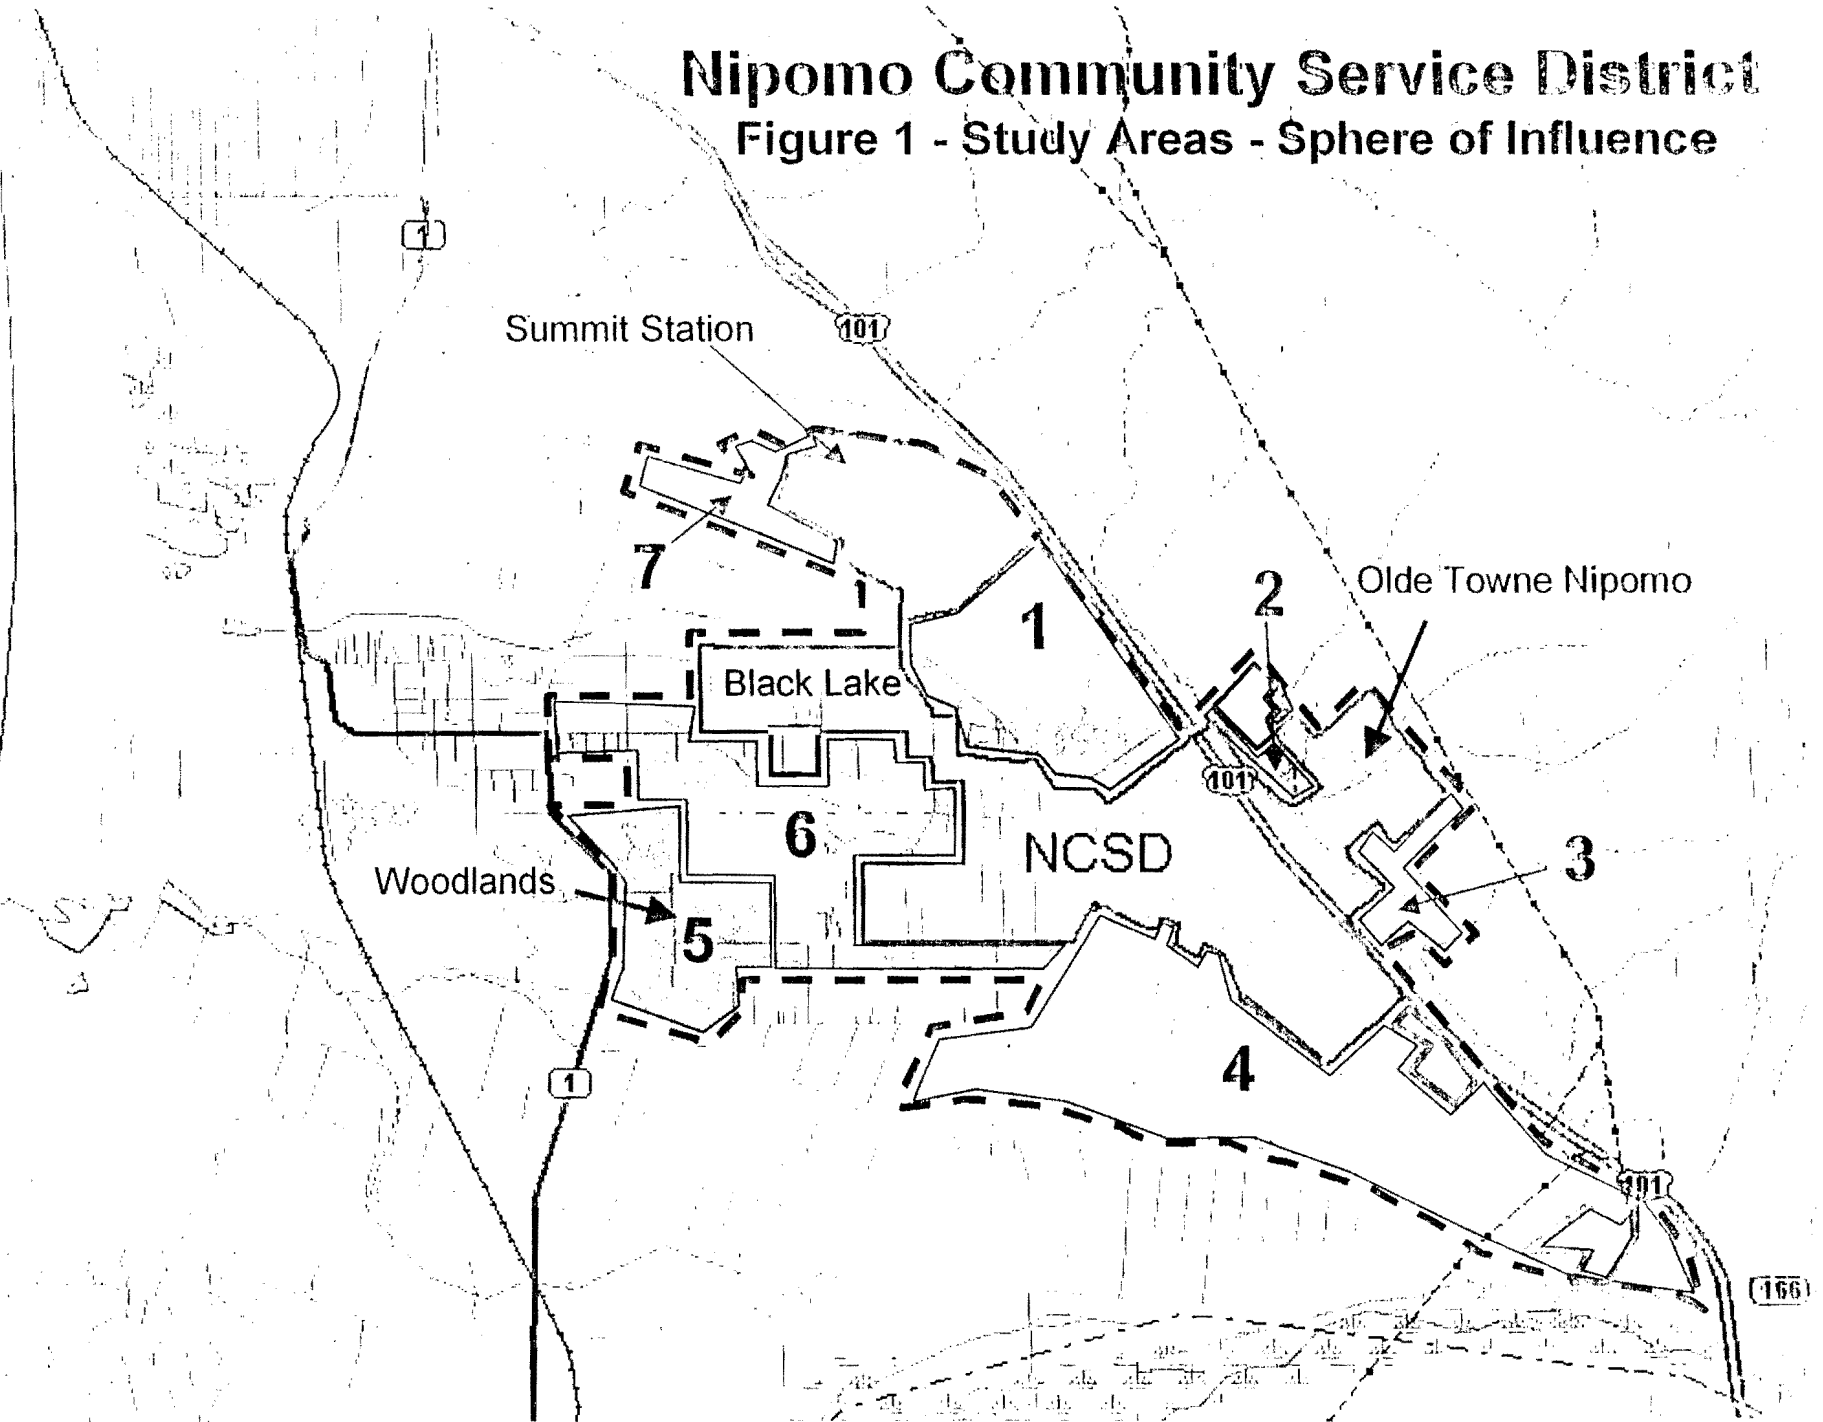 Nipomo Community Service District
Figure 1 - Study Areas - Sphere of Influence
1
Summit Station
101
7
1
2
Olde Towne Nipomo
Black Lake
101
6
NCSD
3
Woodlands
5
4
1
101
166